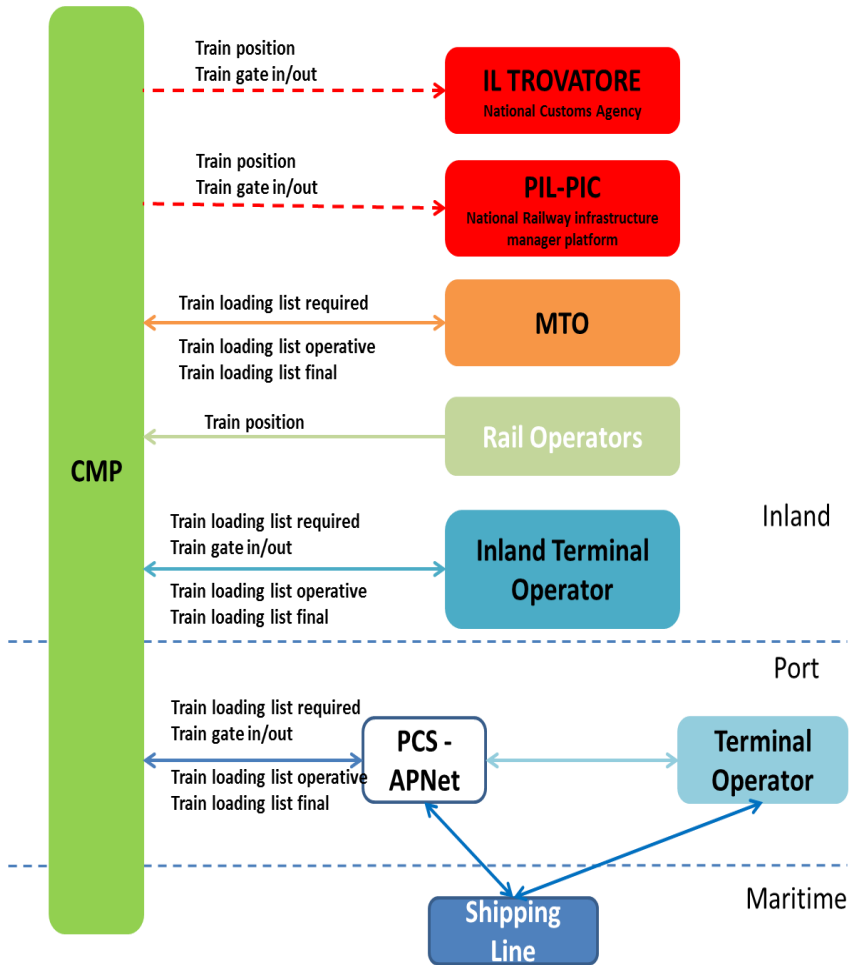 Train position
Train gate in/out
IL TROVATORE
National Customs Agency
Train position
Train gate in/out
PIL-PIC
National Railway infrastructure
manager platform
Train loading list required
MTO
Train loading list operative
Train loading list final
Train position
Rail Operators
CMP
Inland
Train loading list required
Train gate in/out
Inland Terminal
Operator
Train loading list operative
Train loading list final
Port
Train loading list required
Train gate in/out
PCS -
APNet
Terminal
Operator
Train loading list operative
Train loading list final
Maritime
Shipping
Line